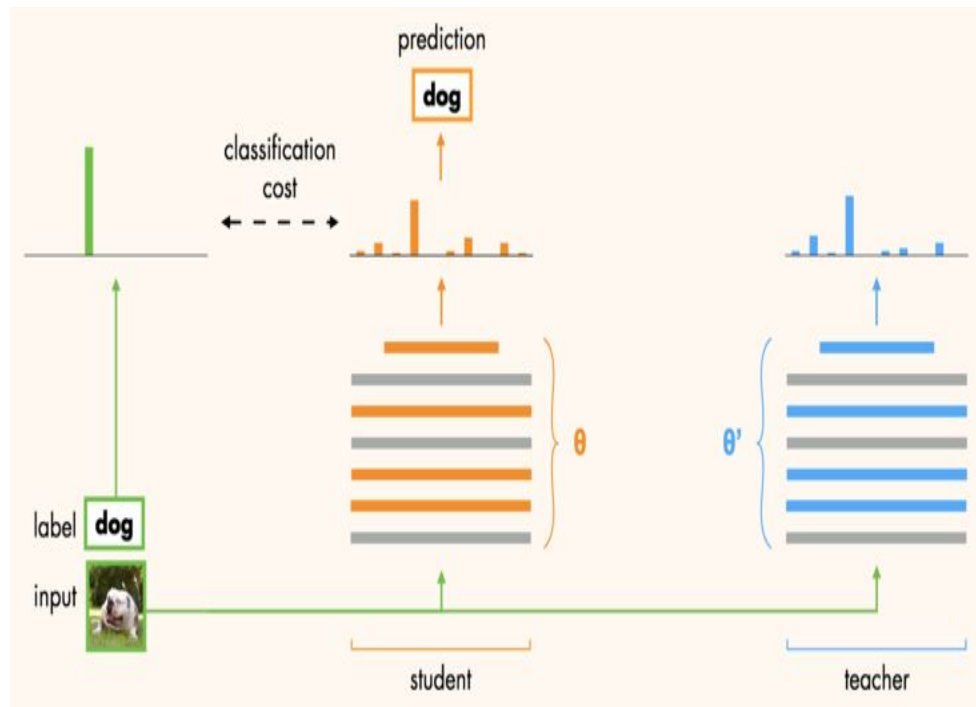 prediction
dog
classification
cost
θ
θ’
label dog
input
student
teacher